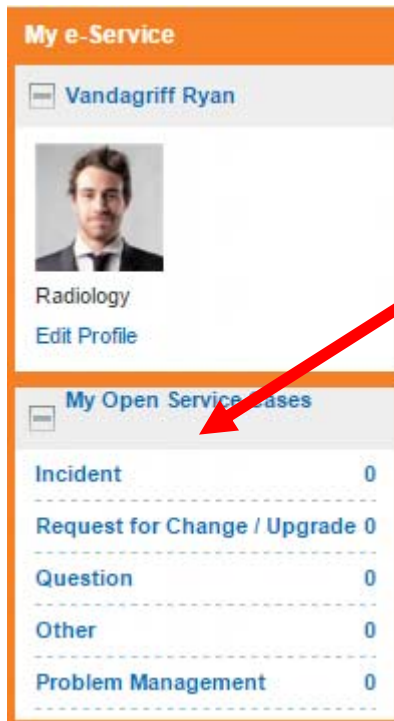 My e-Service
Vandagriff Ryan
Radiology
Edit Profile
My Open Service Cases
Incident 0
Request for Change / Upgrade 0
Question 0
Other 0
Problem Management 0